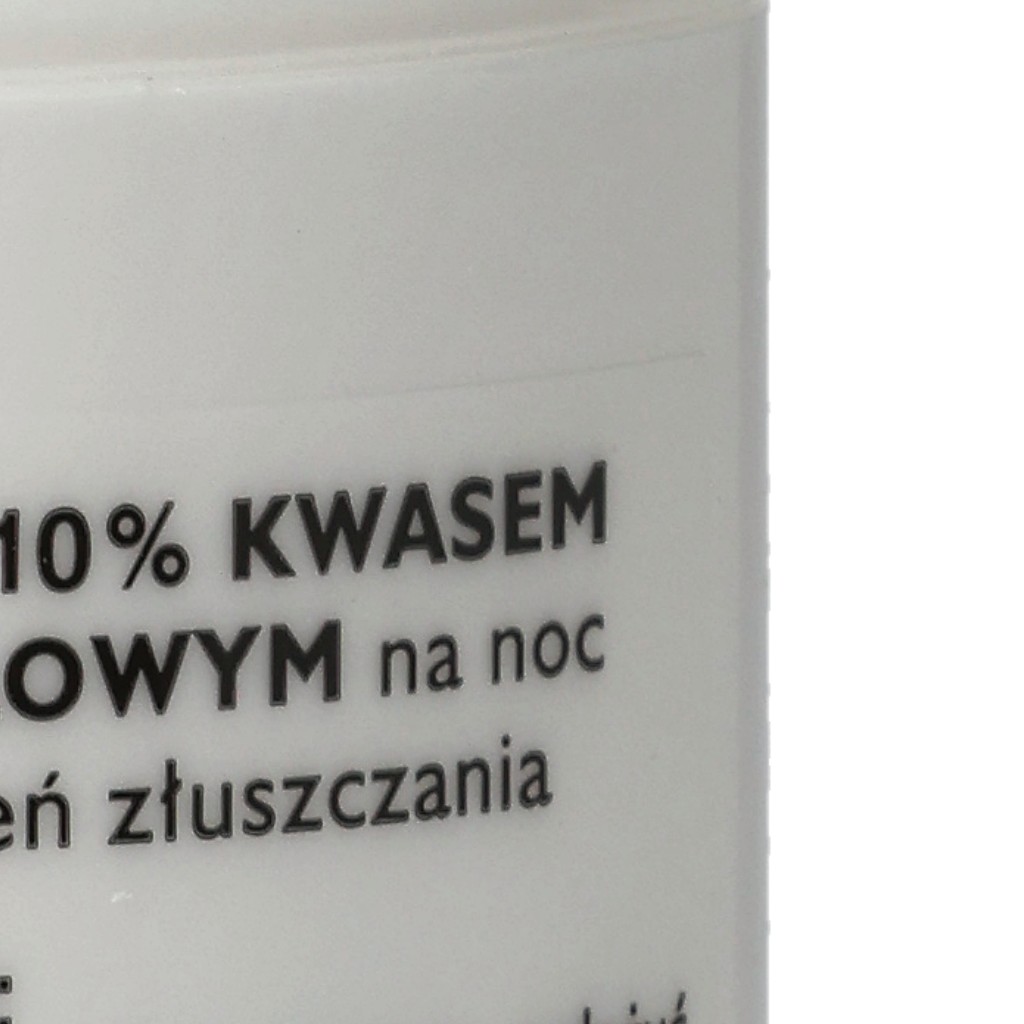 10% KWASEM
OWYM na noc
eń złuszczania